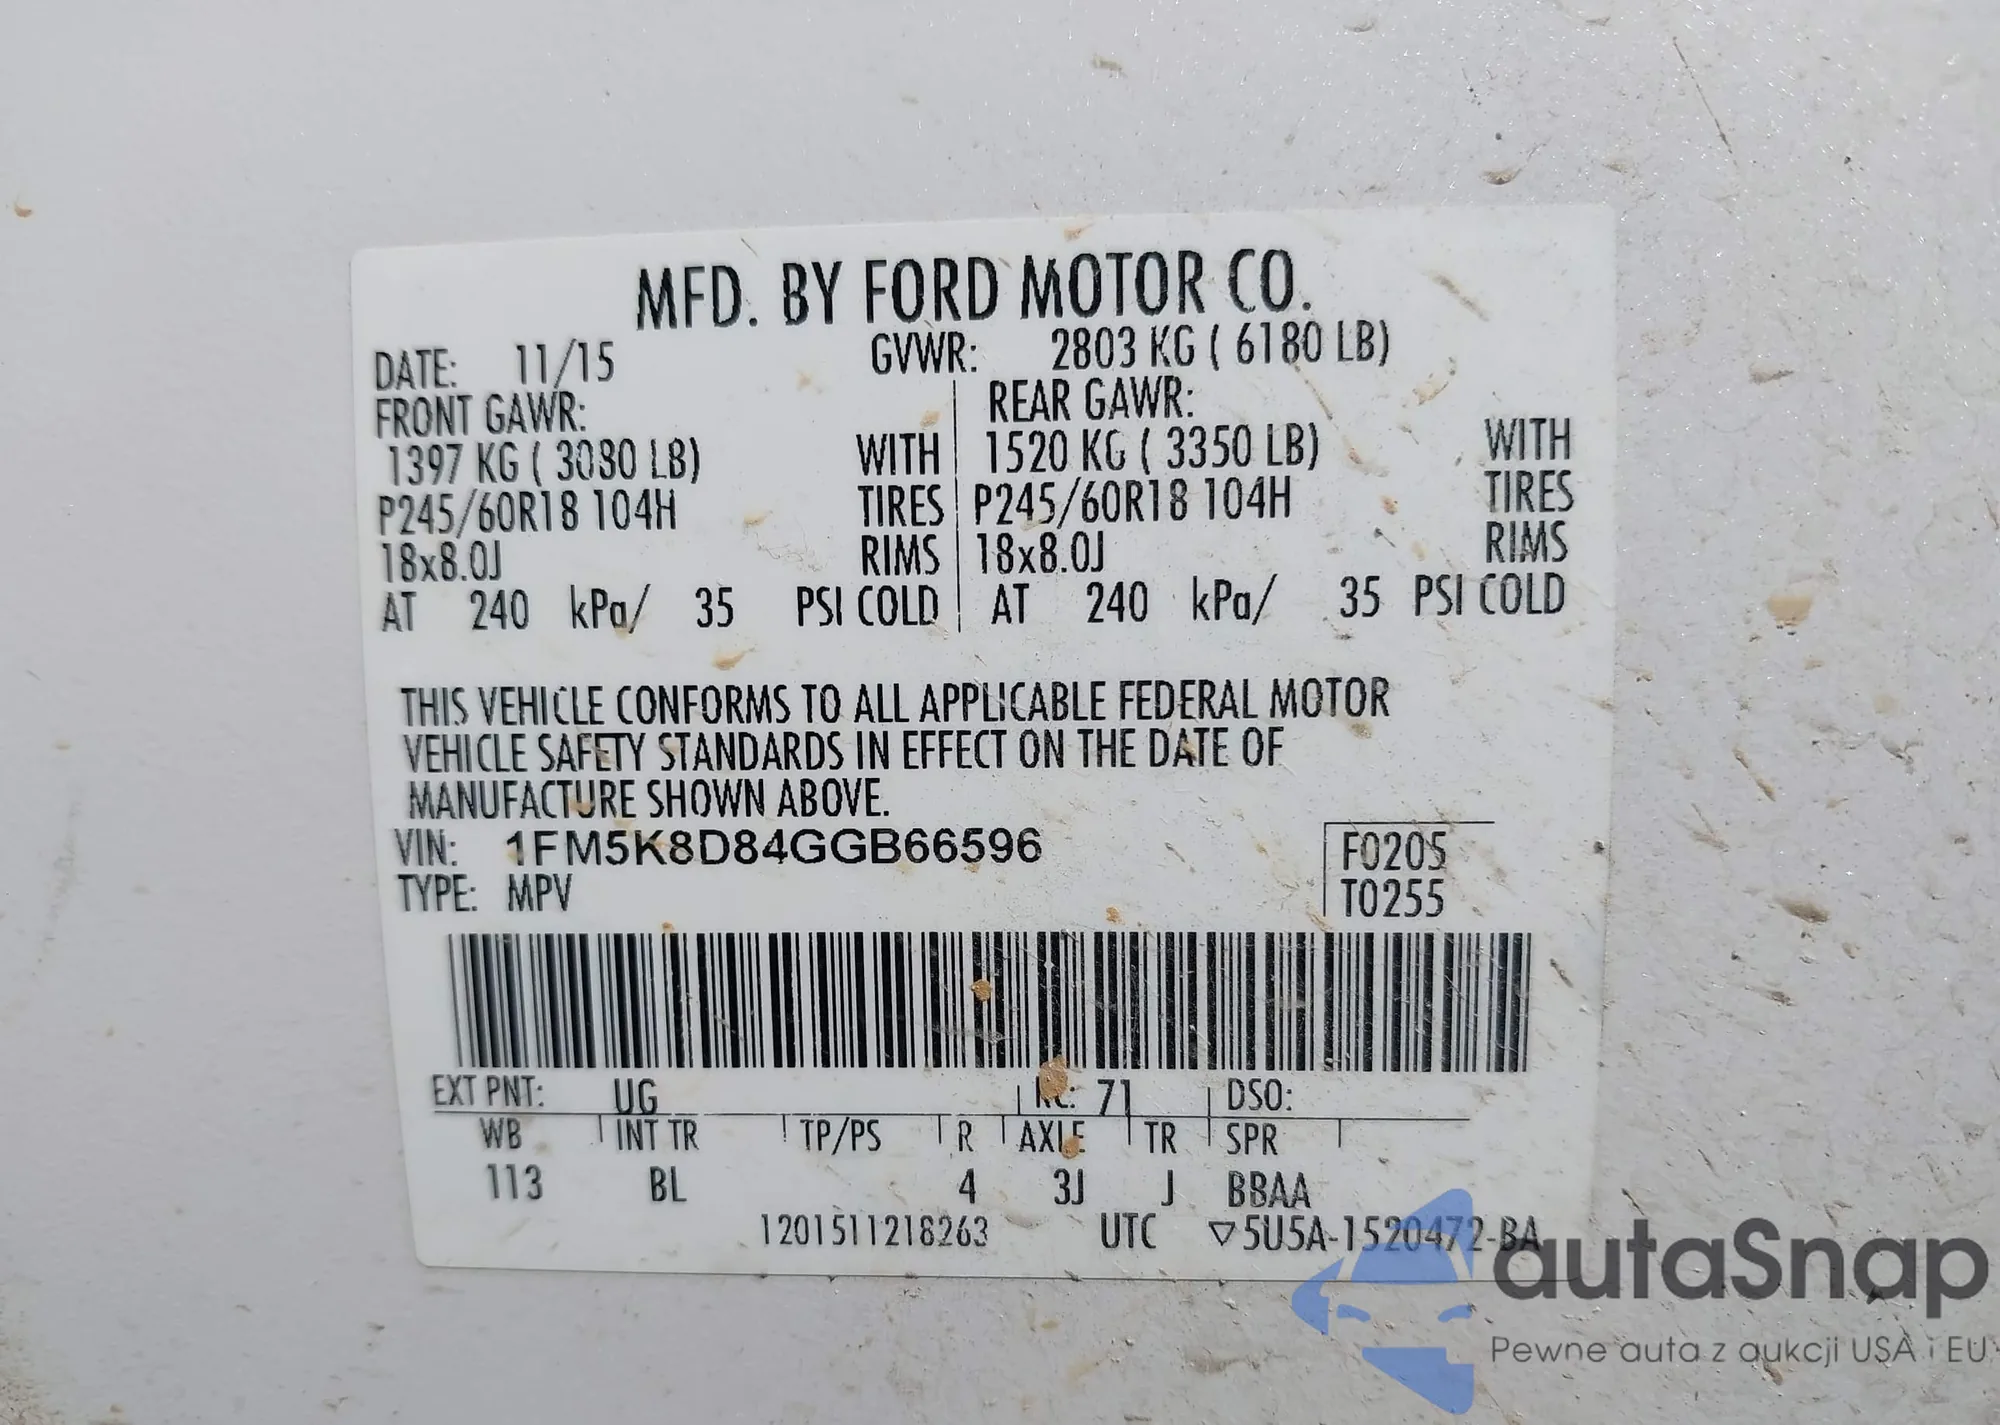 MFD. BY FORD MOTOR CO.
DATE: 11/15 GVWR: 2803 KG ( 6180 LB)
FRONT GAWR: REAR GAWR:
1397 KG ( 3080 LB) WITH 1520 KG ( 3350 LB) WITH
P245/60R18 104H TIRES P245/60R18 104H TIRES
18x8.0J RIMS 18x8.0J RIMS
AT 240 kPa/ 35 PSI COLD AT 240 kPa/ 35 PSI COLD
THIS VEHICLE CONFORMS TO ALL APPLICABLE FEDERAL MOTOR
VEHICLE SAFETY STANDARDS IN EFFECT ON THE DATE OF
MANUFACTURE SHOWN ABOVE.
VIN: 1FM5K8D84GGB66596 F0205
TYPE: MPV T0255
EXT PNT: UG RC: 71 DSO:
WB INT TR TP/PS R AXLE TR SPR
113 BL 4 3J J BBAA
1201511218263 UTC ▽5U5A-1520472-BA
autaSnap
Pewne auta z aukcji USA i EU